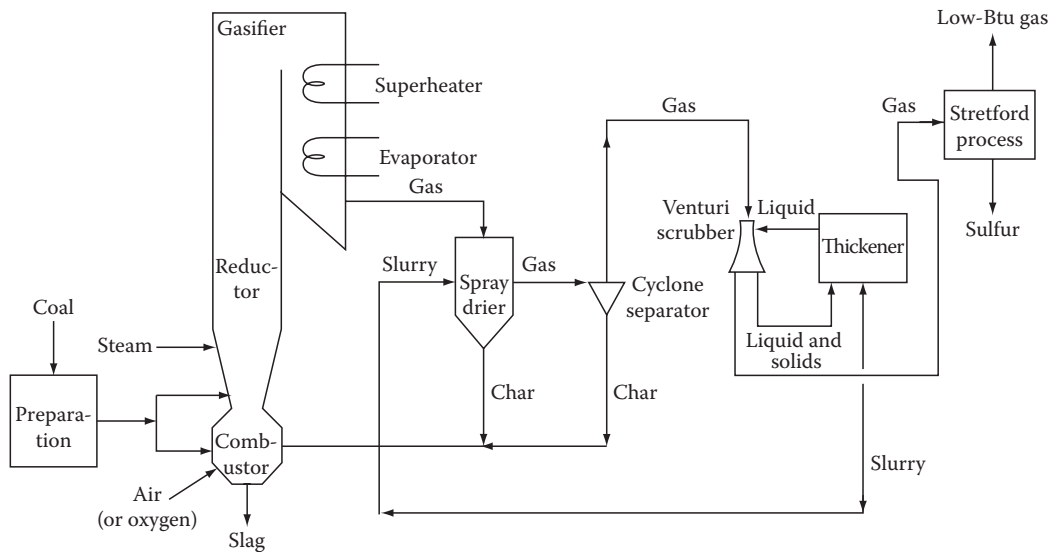 Low-Btu gas
Gasifier
Superheater
Gas
Gas
Stretford
process
Evaporator
Gas
Sulfur
Venturi
scrubber
Liquid
Thickener
Reduc-
tor
Slurry
Spray
drier
Gas
Cyclone
separator
Coal
Steam
Liquid and
solids
Char
Char
Prepara-
tion
Comb-
ustor
Slurry
Air
(or oxygen)
Slag